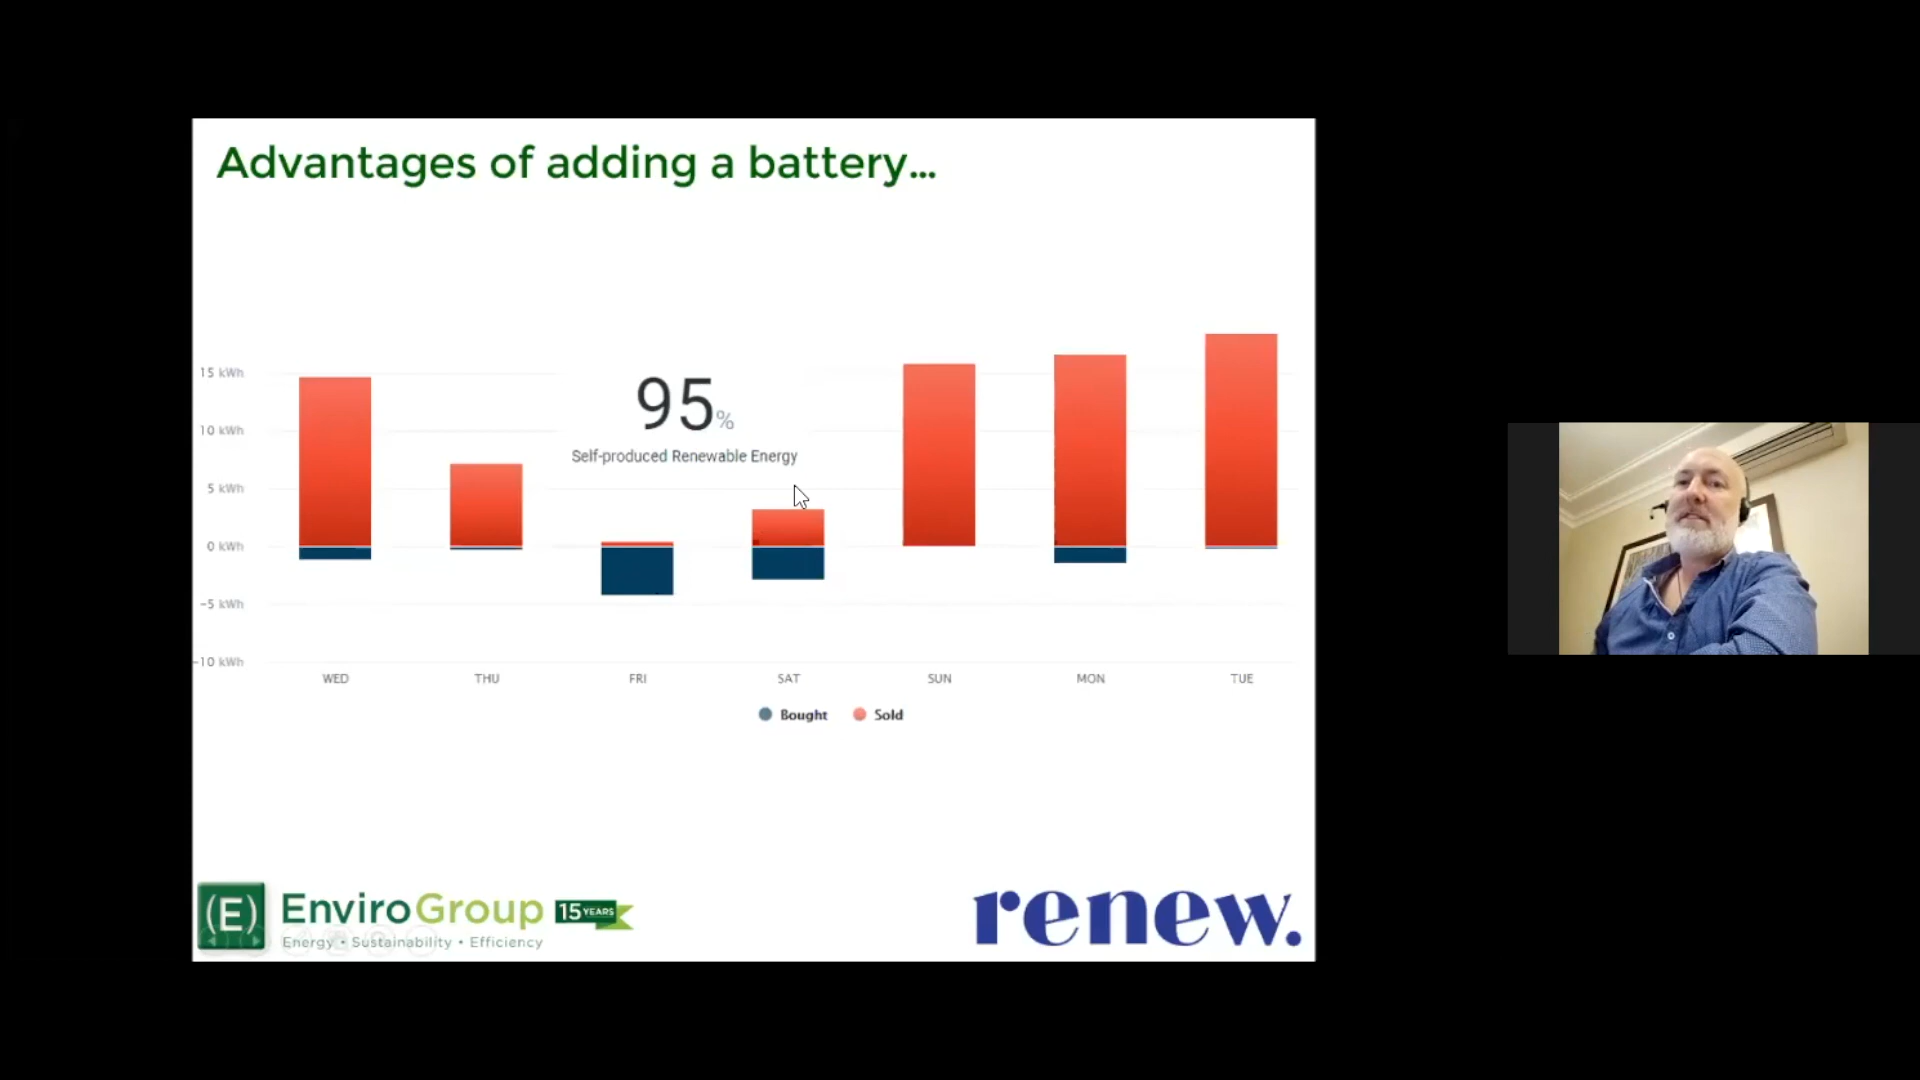 Advantages of adding a battery...
15 kWh
95%
10 kWh
Self-produced Renewable Energy
5 kWh
0 kWh
-5 kWh
-10 kWh
WED THU FRI SAT SUN MON TUE
Bought Sold
(E) EnviroGroup 15 YEARS
Energy • Sustainability • Efficiency
renew.